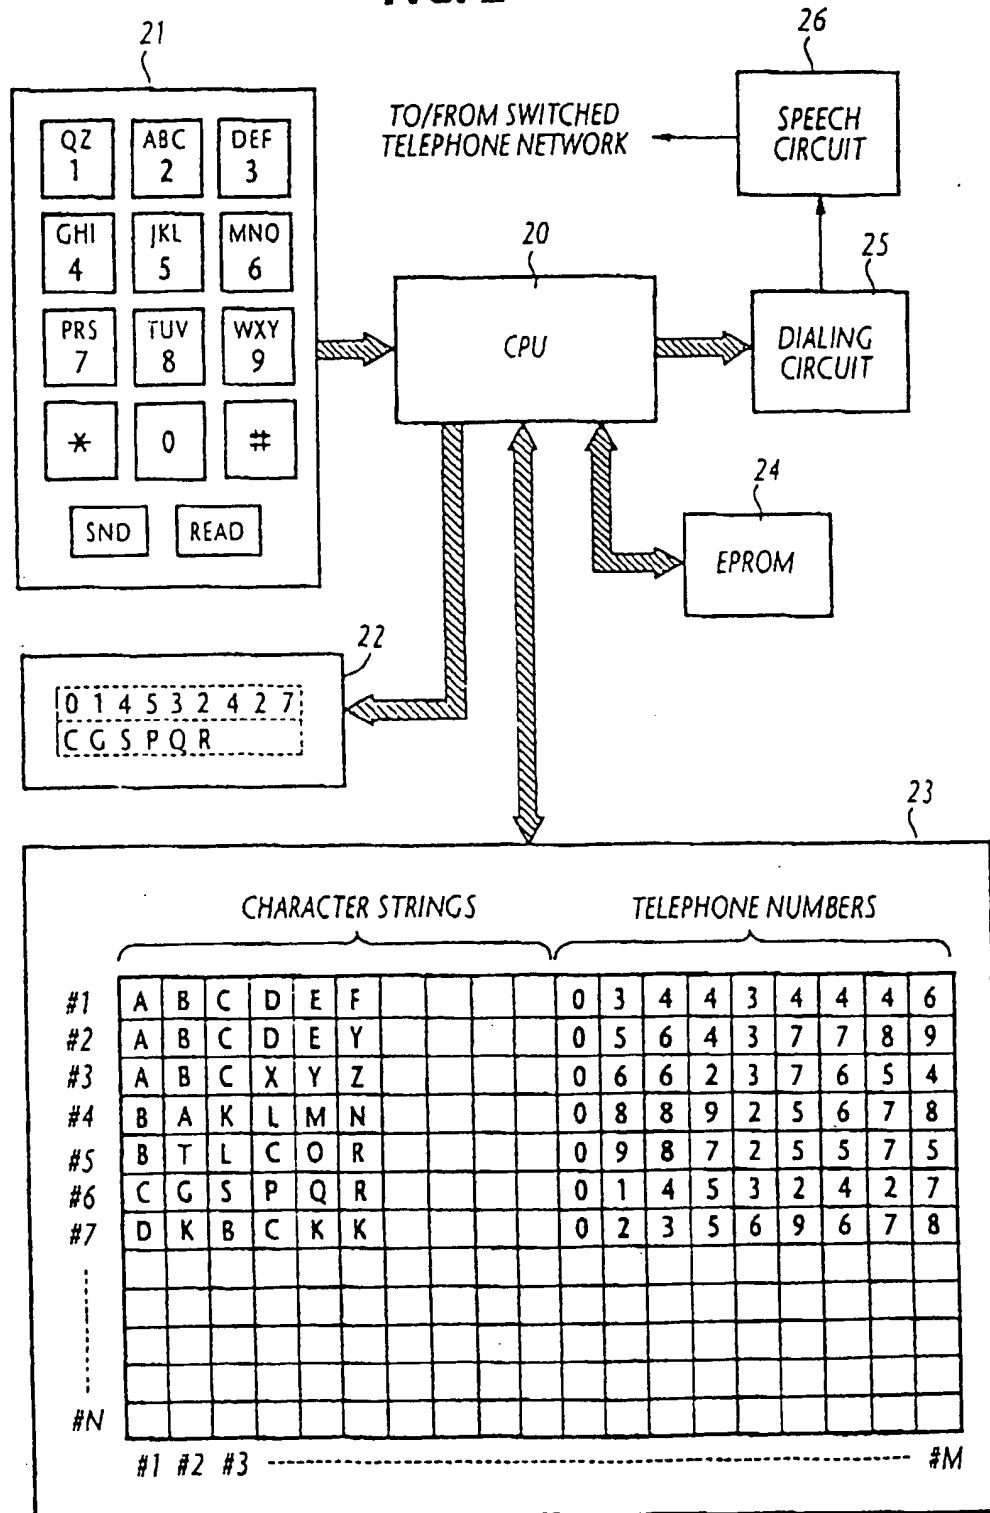 21
26
QZ ABC DEF
1 2 3
GHI JKL MNO
4 5 6
PRS TUV WXY
7 8 9
* 0 #
SND READ
TO/FROM SWITCHED
TELEPHONE NETWORK
SPEECH
CIRCUIT
20
CPU
25
DIALING
CIRCUIT
24
EPROM
22
0 1 4 5 3 2 4 2 7
C G S P Q R
23
CHARACTER STRINGS TELEPHONE NUMBERS
#1 A B C D E F 0 3 4 4 3 4 4 4 6
#2 A B C D E Y 0 5 6 4 3 7 7 8 9
#3 A B C X Y Z 0 6 6 2 3 7 6 5 4
#4 B A K L M N 0 8 8 9 2 5 6 7 8
#5 B T L C O R 0 9 8 7 2 5 5 7 5
#6 C G S P Q R 0 1 4 5 3 2 4 2 7
#7 D K B C K K 0 2 3 5 6 9 6 7 8
#N
#1 #2 #3 #M